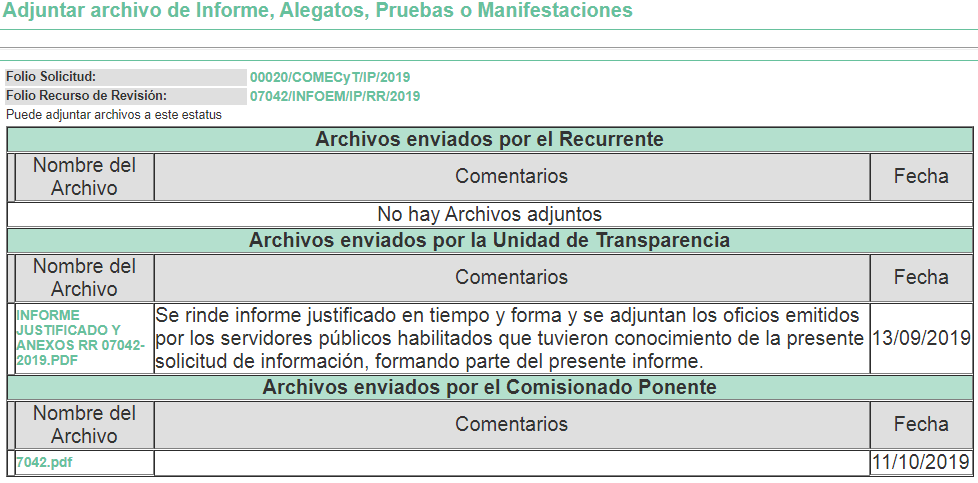 Adjuntar archivo de Informe, Alegatos, Pruebas o Manifestaciones
Folio Solicitud: 00020/COMECyT/IP/2019
Folio Recurso de Revisión: 07042/INFOEM/IP/RR/2019
Puede adjuntar archivos a este estatus
Archivos enviados por el Recurrente
Nombre del
Archivo
Comentarios
Fecha
No hay Archivos adjuntos
Archivos enviados por la Unidad de Transparencia
Nombre del
Archivo
Comentarios
Fecha
INFORME
JUSTIFICADO Y
ANEXOS RR 07042-
2019.PDF
Se rinde informe justificado en tiempo y forma y se adjuntan los oficios emitidos
por los servidores públicos habilitados que tuvieron conocimiento de la presente
solicitud de información, formando parte del presente informe.
13/09/2019
Archivos enviados por el Comisionado Ponente
Nombre del
Archivo
Comentarios
Fecha
7042.pdf
11/10/2019